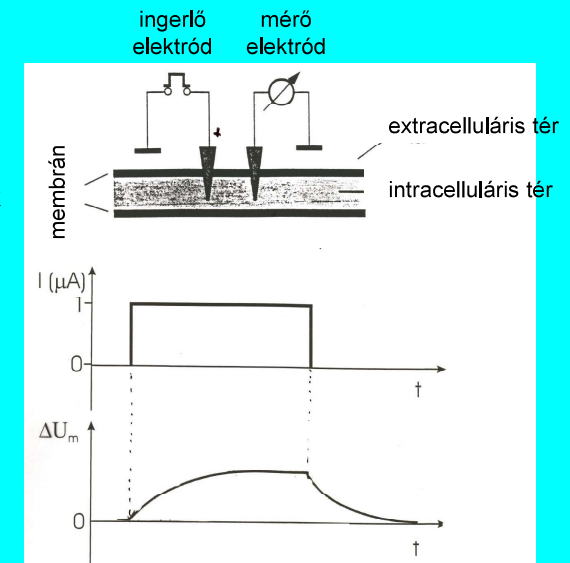 ingerlő
elektród
mérő
elektród
extracelluláris tér
intracelluláris tér
membrán
I (μA)
1
0
t
ΔUm
0
t